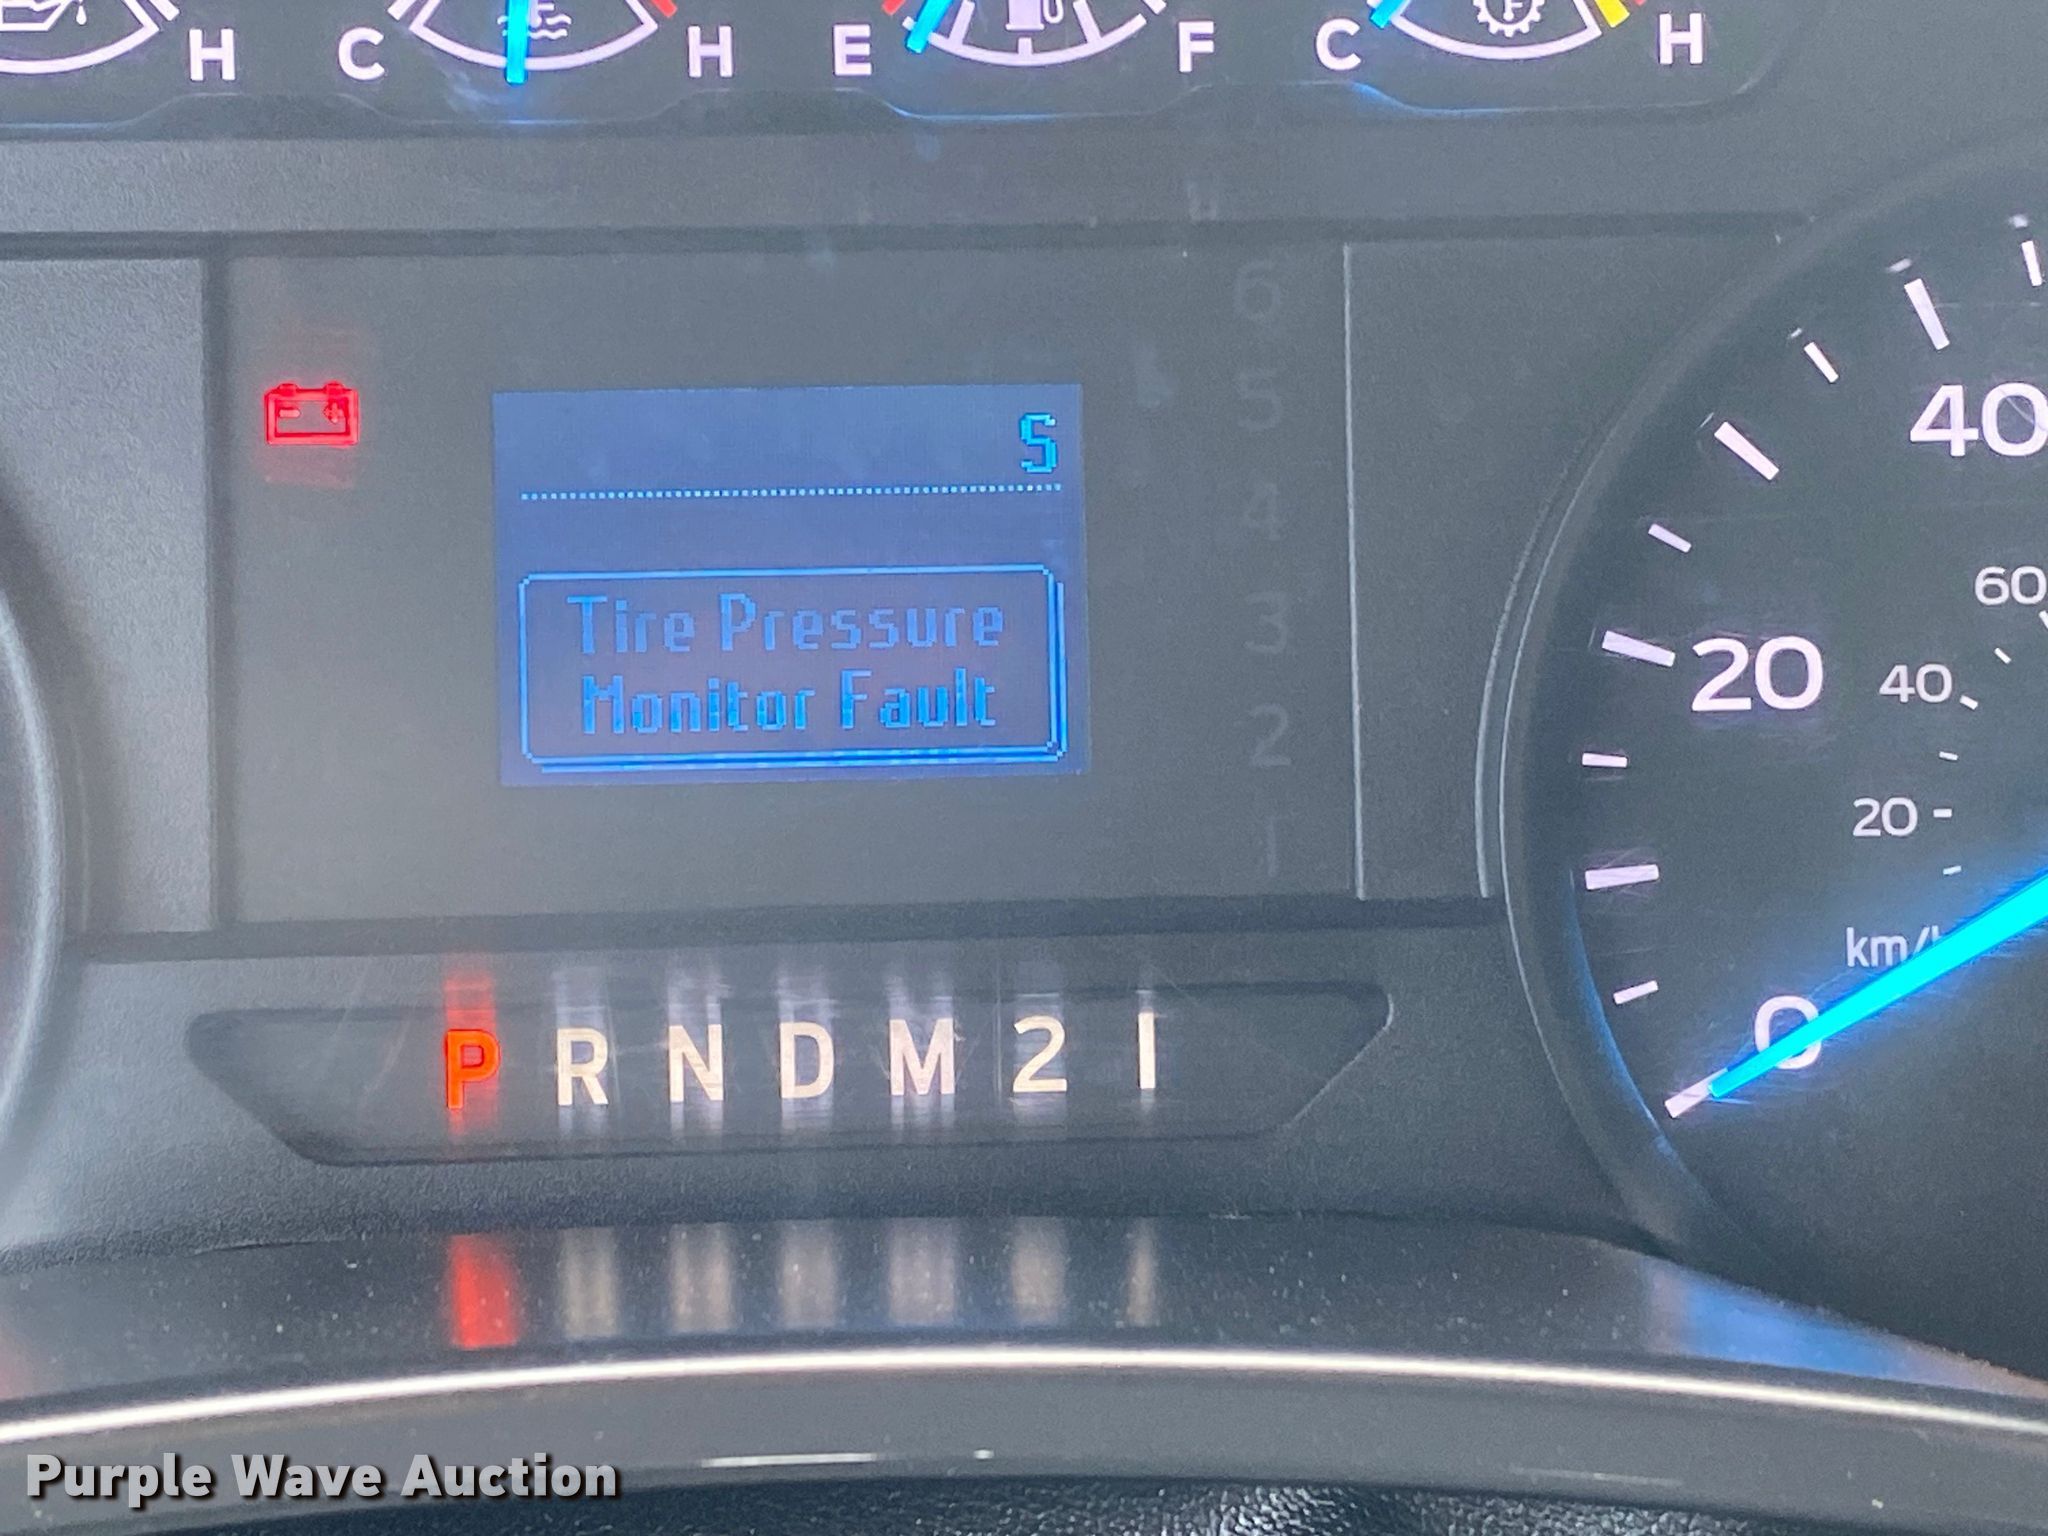 H C H E F C H
S
Tire Pressure
Monitor Fault
6
5
4
3
2
1
40
60
20
40
20
km/
0
P R N D M 2 1
Purple Wave Auction